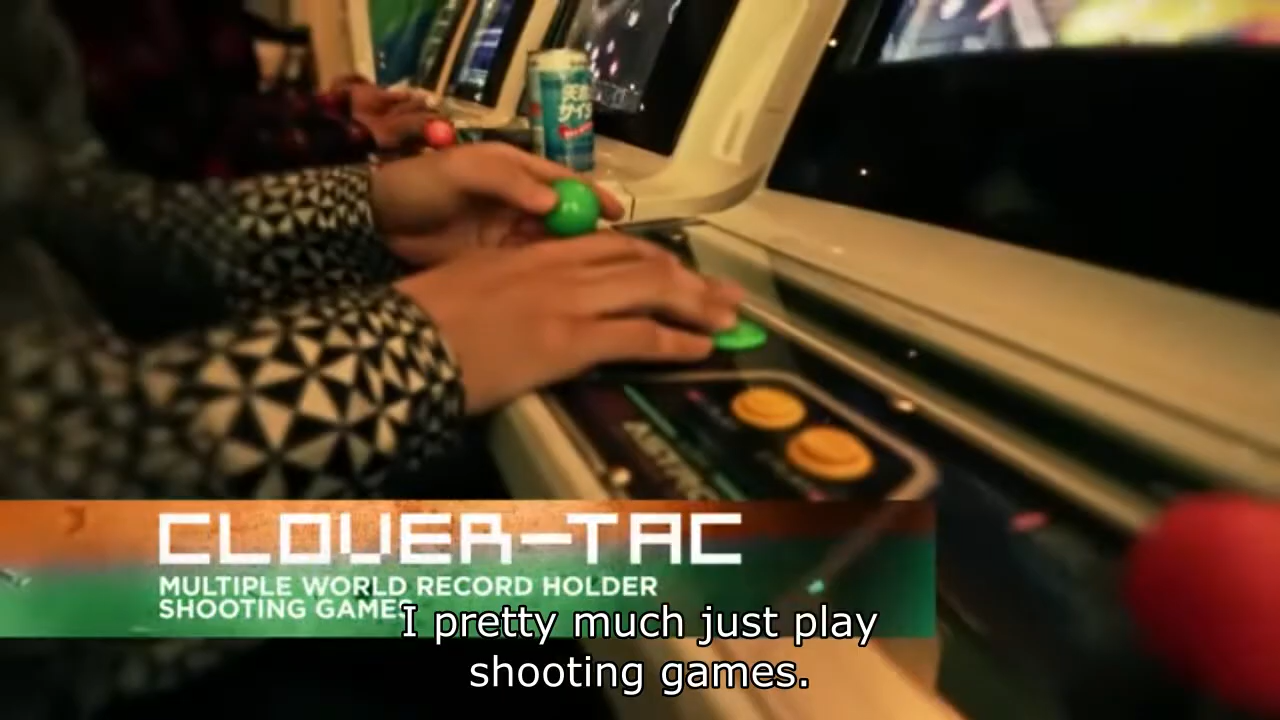 CLOVER-TAC
MULTIPLE WORLD RECORD HOLDER
SHOOTING GAMES
I pretty much just play
shooting games.